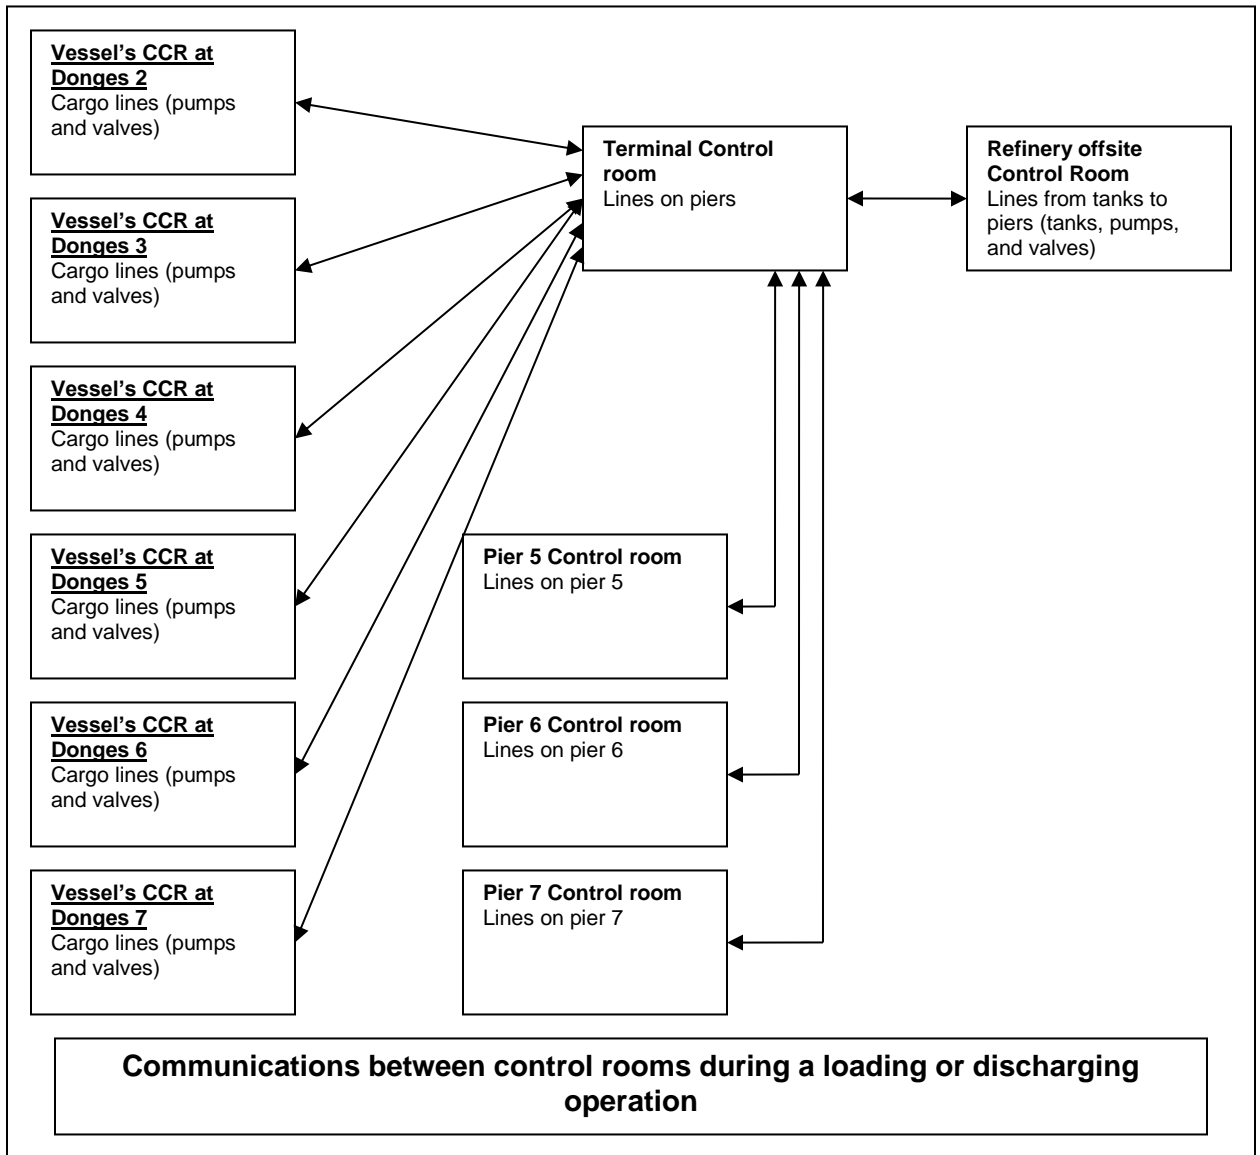 Vessel's CCR at
Donges 2
Cargo lines (pumps
and valves)
Terminal Control
room
Lines on piers
Refinery offsite
Control Room
Lines from tanks to
piers (tanks, pumps,
and valves)
Vessel's CCR at
Donges 3
Cargo lines (pumps
and valves)
Vessel's CCR at
Donges 4
Cargo lines (pumps
and valves)
Vessel's CCR at
Donges 5
Cargo lines (pumps
and valves)
Pier 5 Control room
Lines on pier 5
Vessel's CCR at
Donges 6
Cargo lines (pumps
and valves)
Pier 6 Control room
Lines on pier 6
Vessel's CCR at
Donges 7
Cargo lines (pumps
and valves)
Pier 7 Control room
Lines on pier 7
Communications between control rooms during a loading or discharging
operation